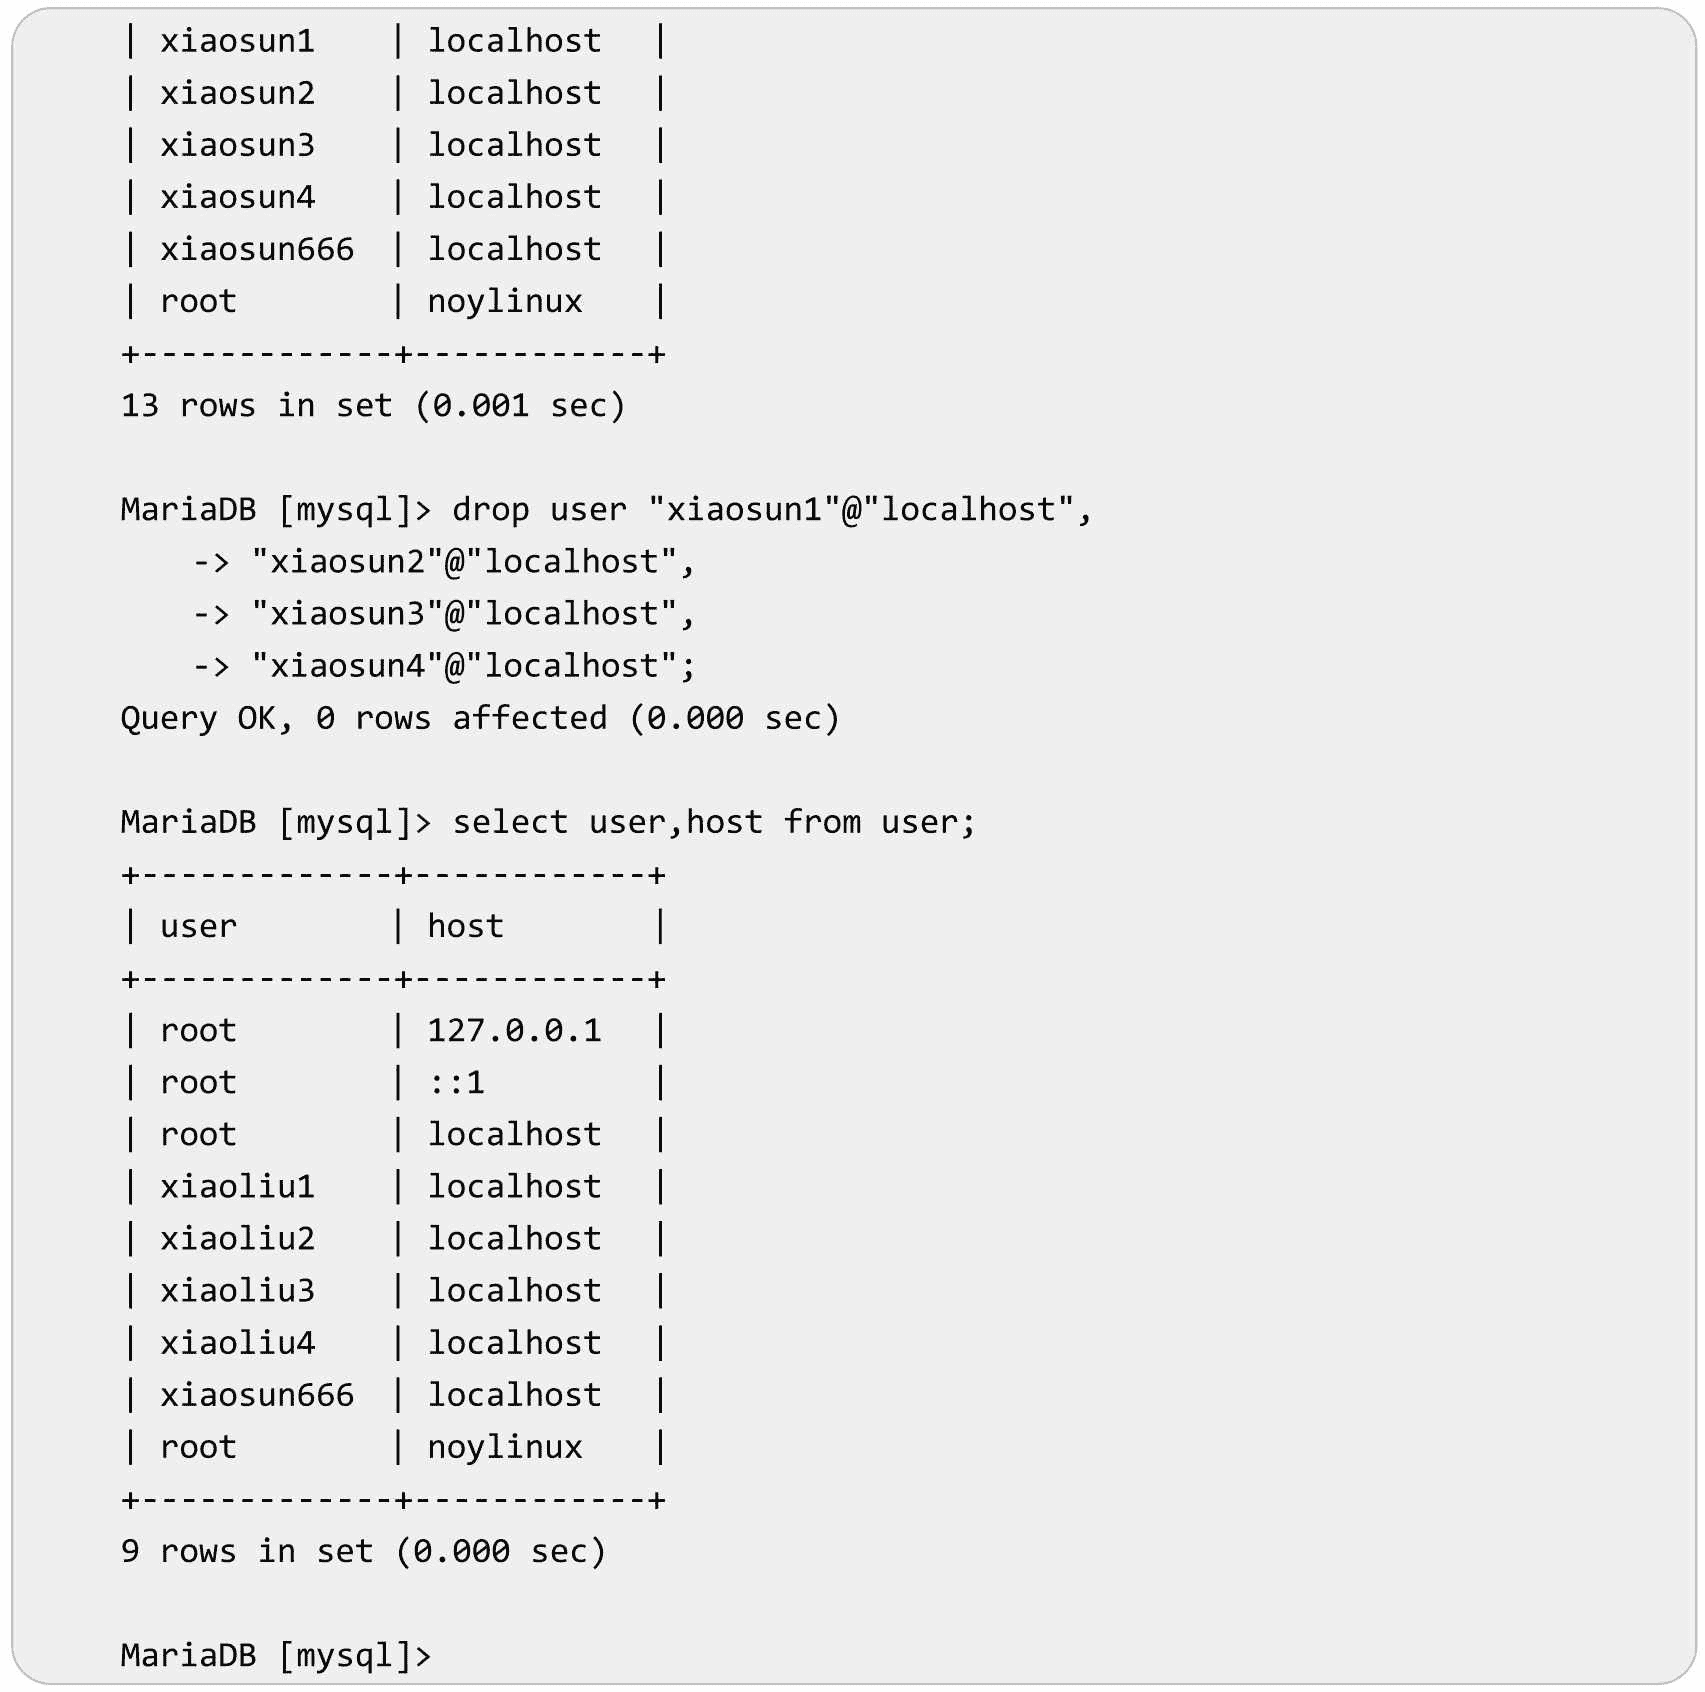 | xiaosun1    | localhost  |
| xiaosun2    | localhost  |
| xiaosun3    | localhost  |
| xiaosun4    | localhost  |
| xiaosun666  | localhost  |
| root        | noylinux   |
+-------------+------------+
13 rows in set (0.001 sec)

MariaDB [mysql]> drop user "xiaosun1"@"localhost",
    -> "xiaosun2"@"localhost",
    -> "xiaosun3"@"localhost",
    -> "xiaosun4"@"localhost";
Query OK, 0 rows affected (0.000 sec)

MariaDB [mysql]> select user,host from user;
+-------------+------------+
| user        | host       |
+-------------+------------+
| root        | 127.0.0.1  |
| root        | ::1        |
| root        | localhost  |
| xiaoliu1    | localhost  |
| xiaoliu2    | localhost  |
| xiaoliu3    | localhost  |
| xiaoliu4    | localhost  |
| xiaosun666  | localhost  |
| root        | noylinux   |
+-------------+------------+
9 rows in set (0.000 sec)

MariaDB [mysql]>